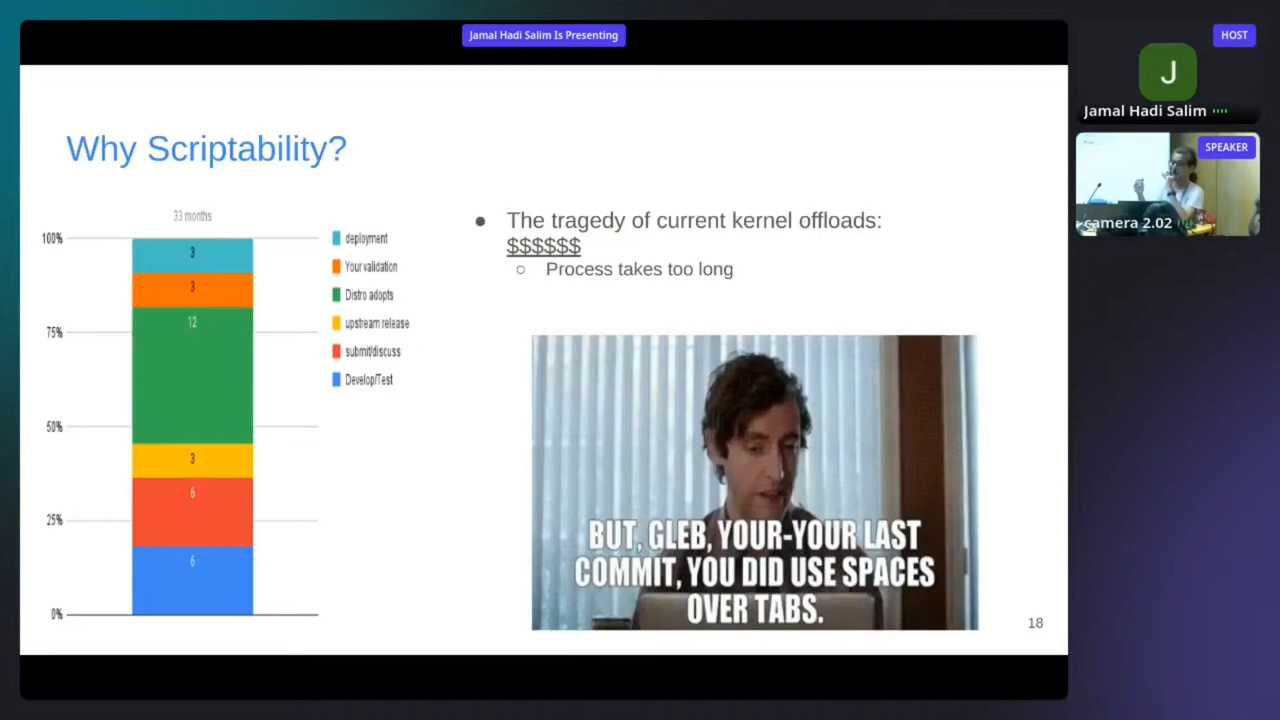 Jamal Hadi Salim Is Presenting
HOST
J
Jamal Hadi Salim
SPEAKER
camera 2.02
Why Scriptability?
33 months
100%
75%
50%
25%
0%
3
3
12
3
6
6
deployment
Your validation
Distro adopts
upstream release
submit/discuss
Develop/Test
● The tragedy of current kernel offloads:
$$$$$$
○ Process takes too long
BUT, GLEB, YOUR-YOUR LAST
COMMIT, YOU DID USE SPACES
OVER TABS.
18